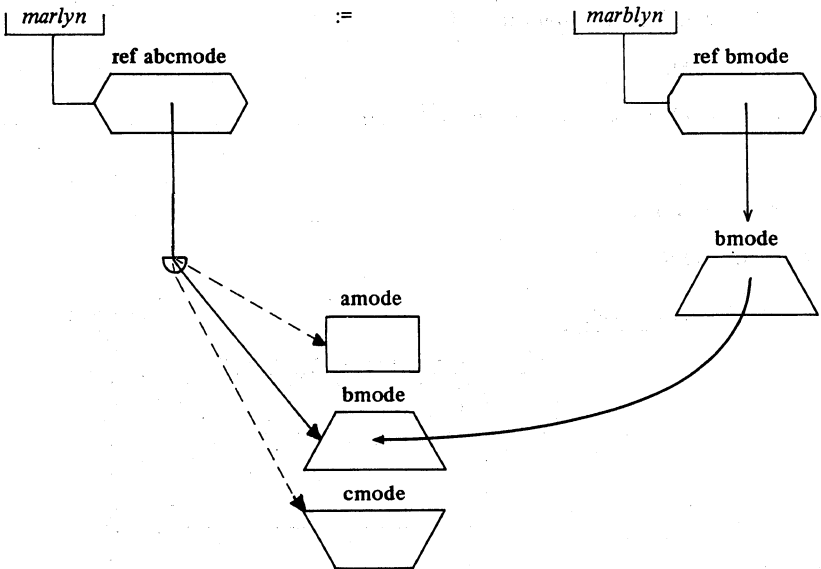 marlyn := marblyn
ref abcmode ref bmode
bmode
amode
bmode
cmode